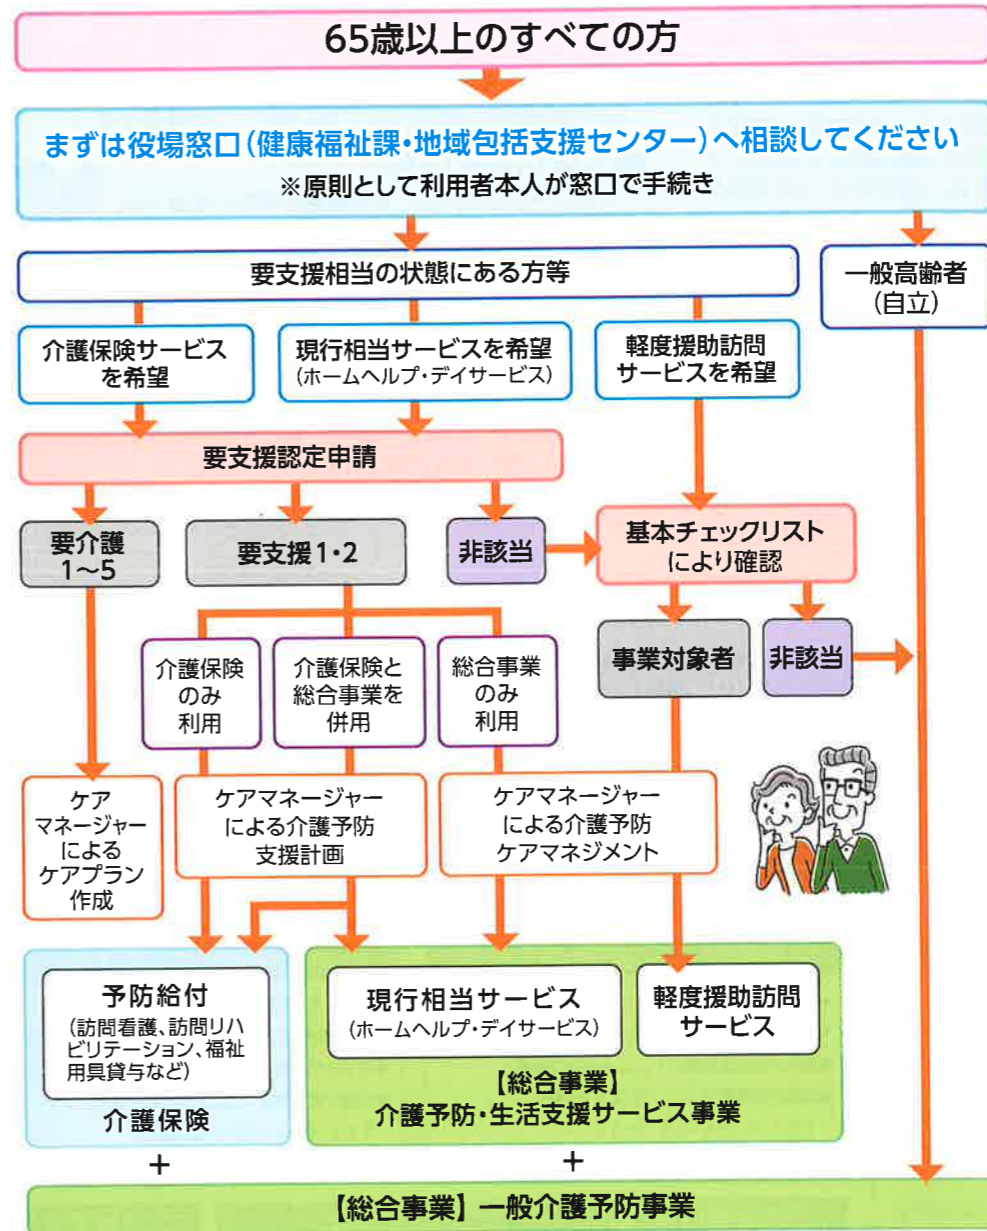 65歳以上のすべての方
まずは役場窓口(健康福祉課・地域包括支援センター)へ相談してください
※原則として利用者本人が窓口で手続き
要支援相当の状態にある方等
一般高齢者
(自立)
介護保険サービス
を希望
現行相当サービスを希望
(ホームヘルプ・デイサービス)
軽度援助訪問
サービスを希望
要支援認定申請
要介護
1〜5
要支援1・2
非該当
基本チェックリスト
により確認
事業対象者
非該当
介護保険
のみ
利用
介護保険と
総合事業を
併用
総合事業
のみ
利用
ケア
マネージャー
による
ケアプラン
作成
ケアマネージャー
による介護予防
支援計画
ケアマネージャー
による介護予防
ケアマネジメント
予防給付
(訪問看護、訪問リハ
ビリテーション、福祉
用具貸与など)
介護保険
現行相当サービス
(ホームヘルプ・デイサービス)
軽度援助訪問
サービス
【総合事業】
介護予防・生活支援サービス事業
+
+
【総合事業】一般介護予防事業